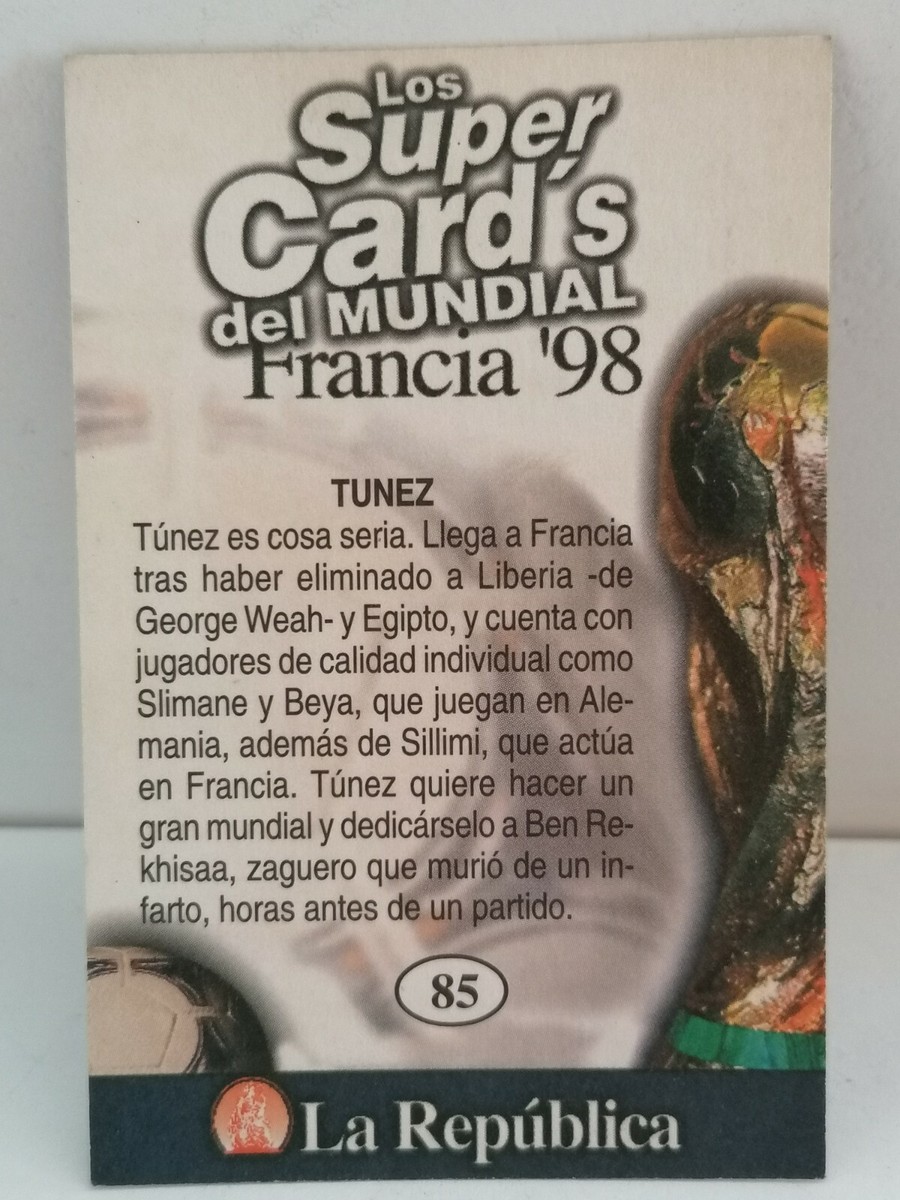 Los
Super
Card´s
del MUNDIAL
Francia '98
TUNEZ
Túnez es cosa seria. Llega a Francia
tras haber eliminado a Liberia -de
George Weah- y Egipto, y cuenta con
jugadores de calidad individual como
Slimane y Beya, que juegan en Ale-
mania, además de Sillimi, que actúa
en Francia. Túnez quiere hacer un
gran mundial y dedicárselo a Ben Re-
khisaa, zaguero que murió de un in-
farto, horas antes de un partido.
85
La República